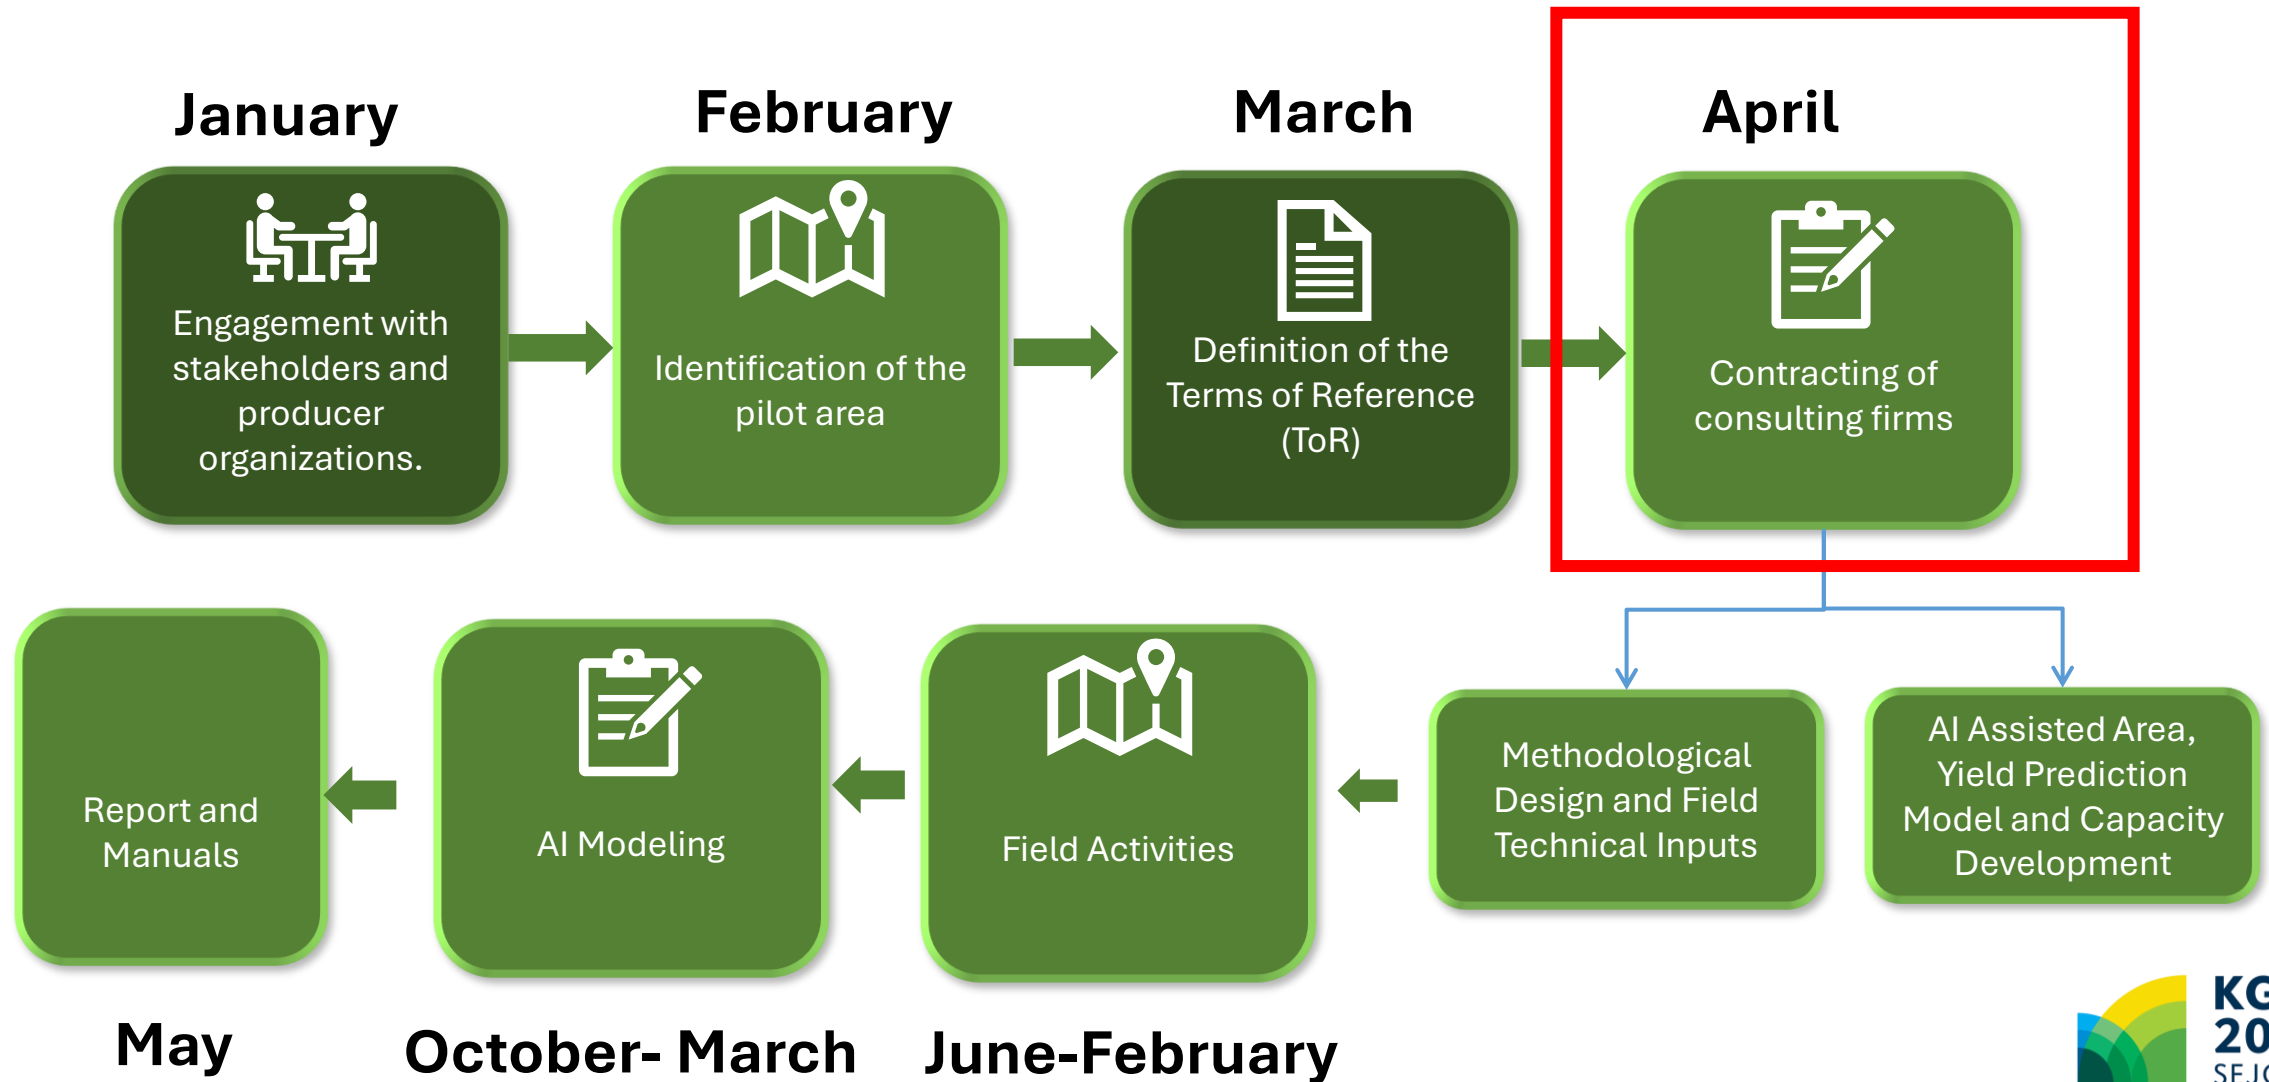 January
February
March
April
Engagement with
stakeholders and
producer
organizations.
Identification of the
pilot area
Definition of the
Terms of Reference
(ToR)
Contracting of
consulting firms
Report and
Manuals
AI Modeling
Field Activities
Methodological
Design and Field
Technical Inputs
AI Assisted Area,
Yield Prediction
Model and Capacity
Development
May
October- March
June-February